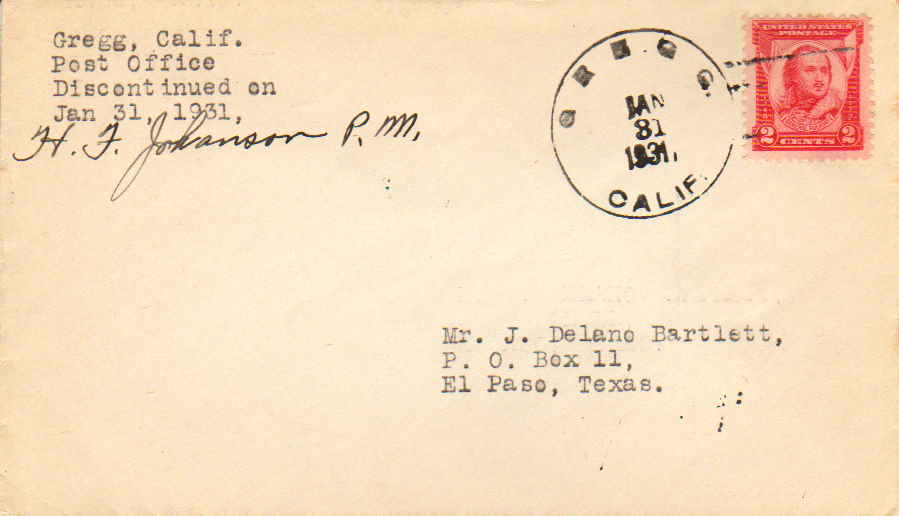 Gregg, Calif.
Post Office
Discontinued on
Jan 31, 1931,
H. F. Johanson P. M.
GREGG
JAN
31
1931,
CALIF.
UNITED STATES
POSTAGE
2 CENTS 2
Mr. J. Delano Bartlett,
P. O. Box 11,
El Paso, Texas.